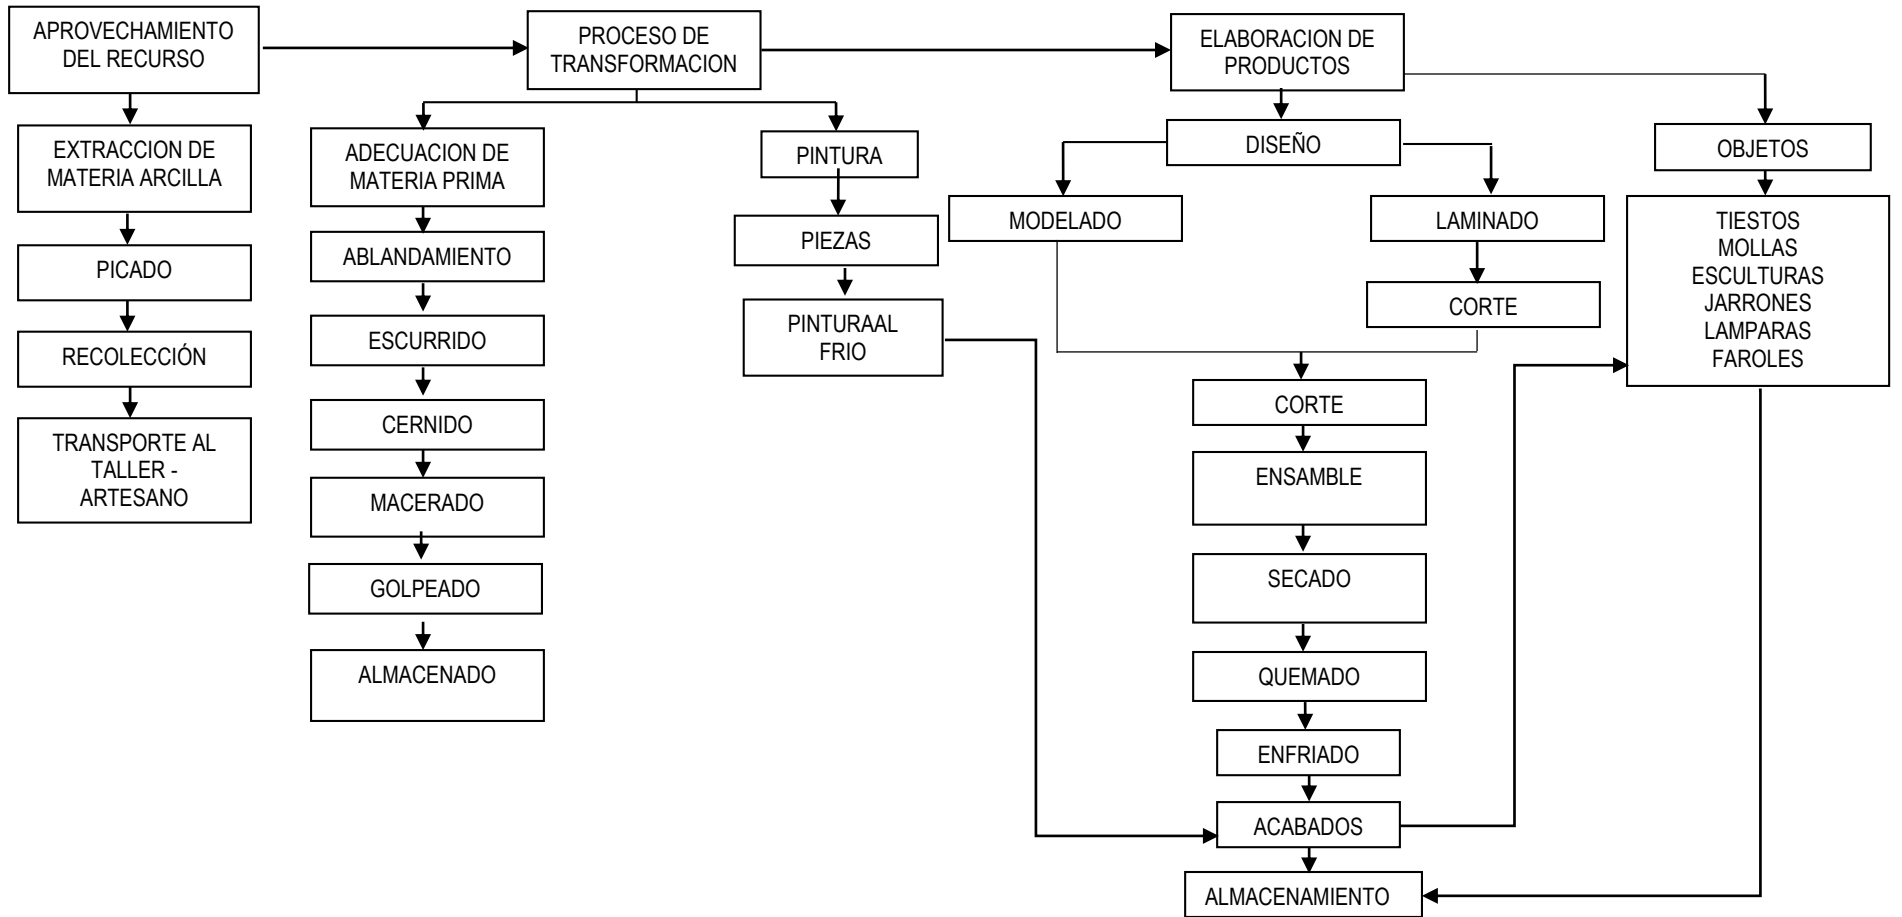 APROVECHAMIENTO
DEL RECURSO
EXTRACCION DE
MATERIA ARCILLA
PICADO
RECOLECCIÓN
TRANSPORTE AL
TALLER -
ARTESANO
PROCESO DE
TRANSFORMACION
ADECUACION DE
MATERIA PRIMA
ABLANDAMIENTO
ESCURRIDO
CERNIDO
MACERADO
GOLPEADO
ALMACENADO
PINTURA
PIEZAS
PINTURAAL
FRIO
ELABORACION DE
PRODUCTOS
DISEÑO
MODELADO
LAMINADO
CORTE
CORTE
ENSAMBLE
SECADO
QUEMADO
ENFRIADO
ACABADOS
ALMACENAMIENTO
OBJETOS
TIESTOS
MOLLAS
ESCULTURAS
JARRONES
LAMPARAS
FAROLES